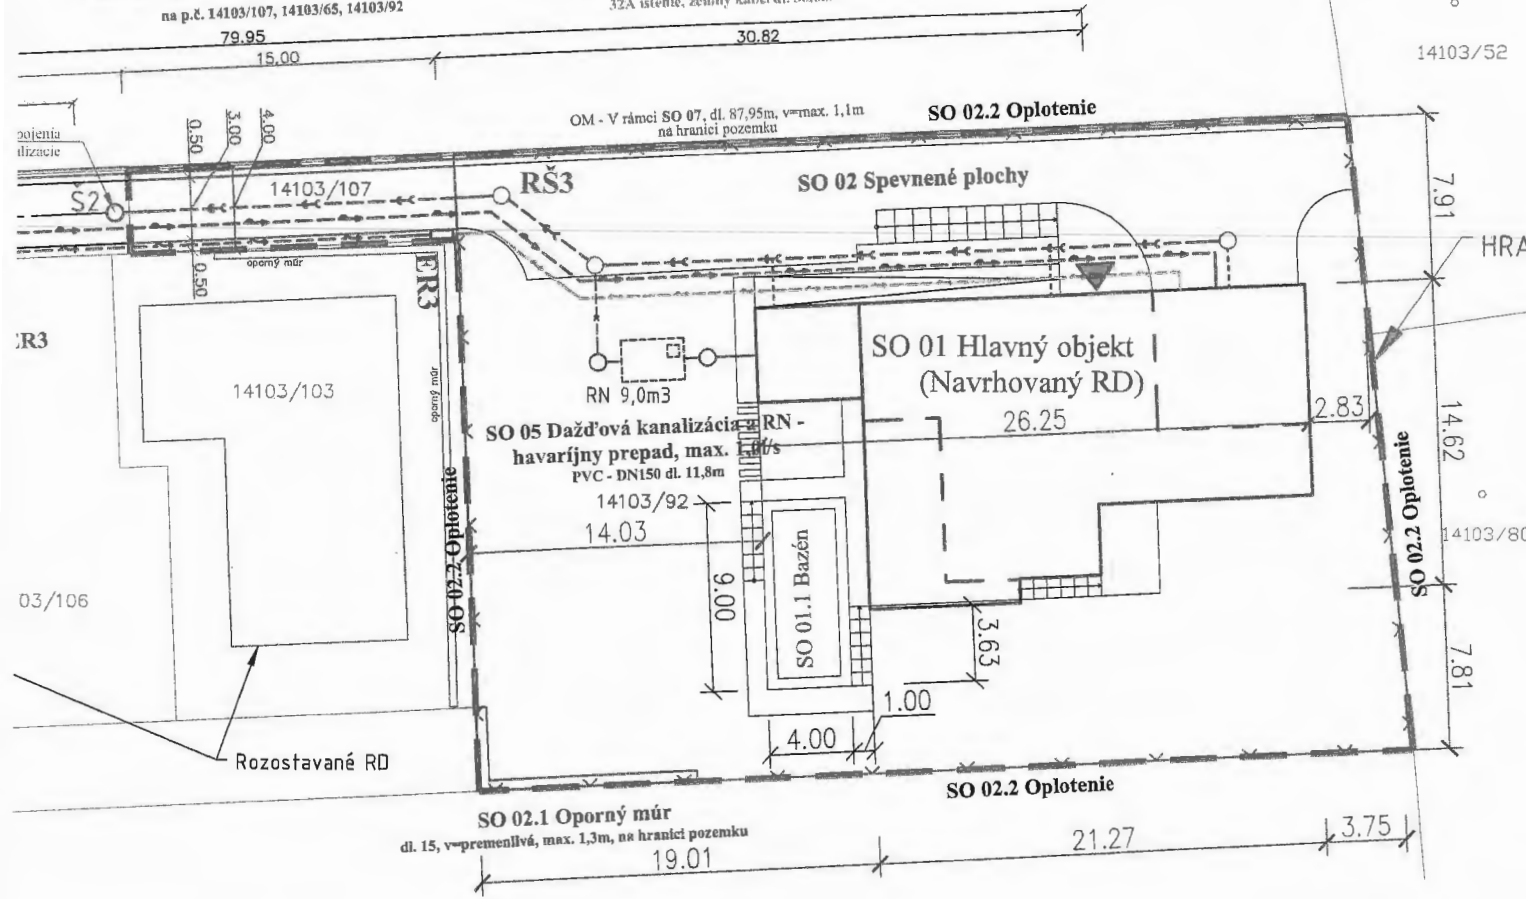 na p.č. 14103/107, 14103/65, 14103/92
79.95
30.82
15.00
14103/52
OM - V rámci SO 07, dl. 87,95m, v=max. 1,1m
na hranici pozemku
SO 02.2 Oplotenie
0.50
3.00
4.00
Š2
14103/107
RŠ3
SO 02 Spevnené plochy
7.91
HRA
oporný múr
0.50
ER3
ER3
14103/103
oporný múr
SO 01 Hlavný objekt
(Navrhovaný RD)
26.25
2.83
14.62
RN 9,0m3
SO 05 Dažďová kanalizácia a RN -
havaríjny prepad, max. 1,0l/s
PVC - DN150 dl. 11,8m
14103/92
14.03
SO 02.2 Oplotenie
SO 02.2 Oplotenie
14103/80
9.00
SO 01.1 Bazén
03/106
3.63
7.81
1.00
4.00
Rozostavané RD
SO 02.2 Oplotenie
SO 02.1 Oporný múr
dl. 15, v=premenlivá, max. 1,3m, na hranici pozemku
19.01
21.27
3.75